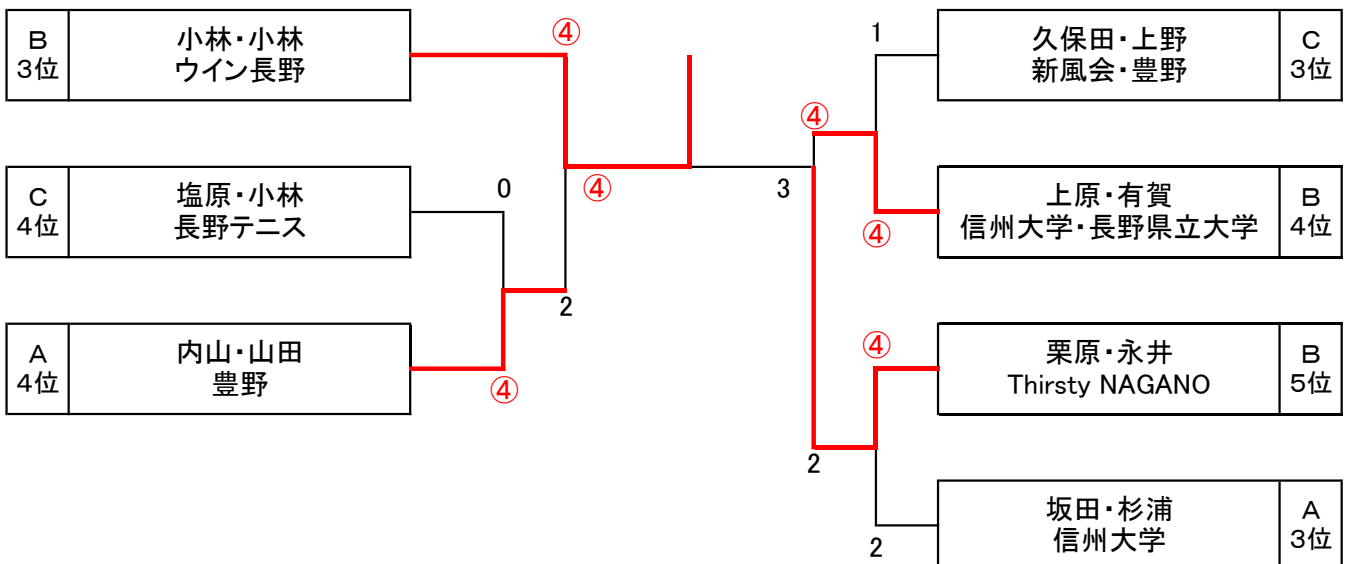 B
3位
小林・小林
ウイン長野
④
1
久保田・上野
新風会・豊野
C
3位
④
C
4位
塩原・小林
長野テニス
0
④
3
上原・有賀
信州大学・長野県立大学
B
4位
④
2
A
4位
内山・山田
豊野
④
④
栗原・永井
Thirsty NAGANO
B
5位
2
坂田・杉浦
信州大学
A
3位
2